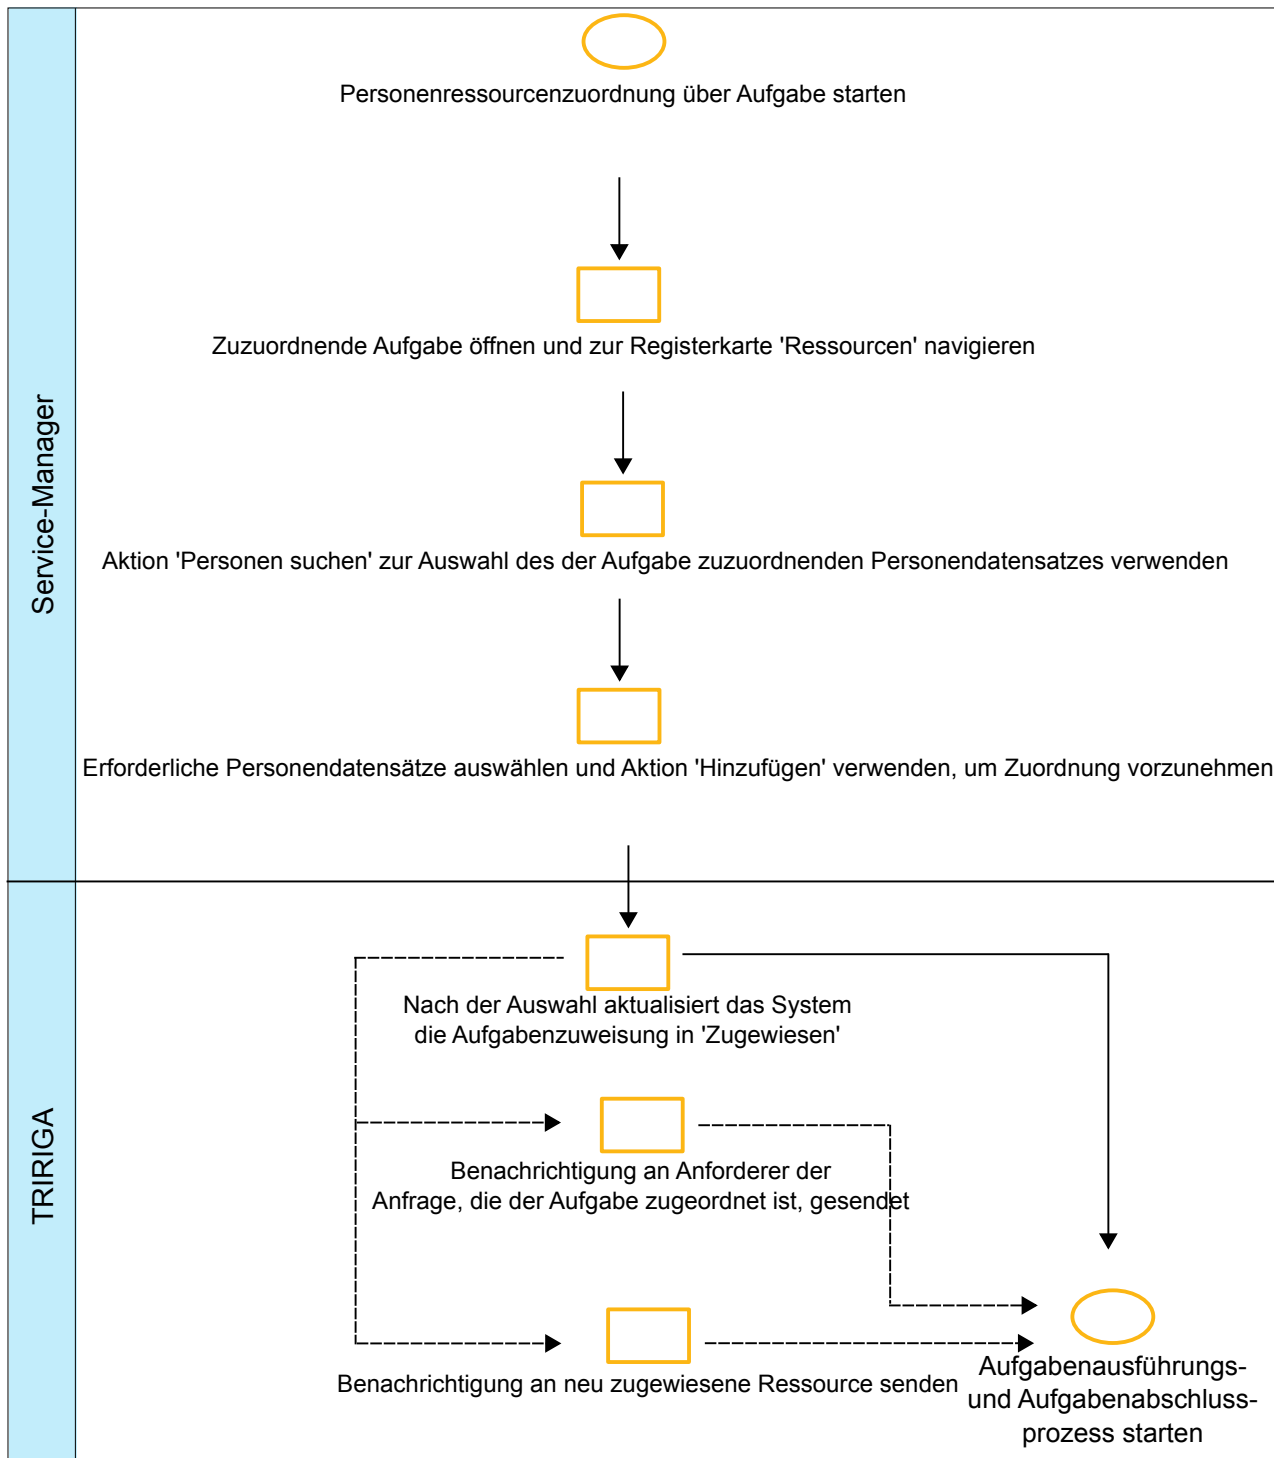 Service-Manager
Personenressourcenzuordnung über Aufgabe starten
Zuzuordnende Aufgabe öffnen und zur Registerkarte 'Ressourcen' navigieren
Aktion 'Personen suchen' zur Auswahl des der Aufgabe zuzuordnenden Personendatensatzes verwenden
Erforderliche Personendatensätze auswählen und Aktion 'Hinzufügen' verwenden, um Zuordnung vorzunehmen
TRIRIGA
Nach der Auswahl aktualisiert das System
die Aufgabenzuweisung in 'Zugewiesen'
Benachrichtigung an Anforderer der
Anfrage, die der Aufgabe zugeordnet ist, gesendet
Benachrichtigung an neu zugewiesene Ressource senden
Aufgabenausführungs-
und Aufgabenabschluss-
prozess starten